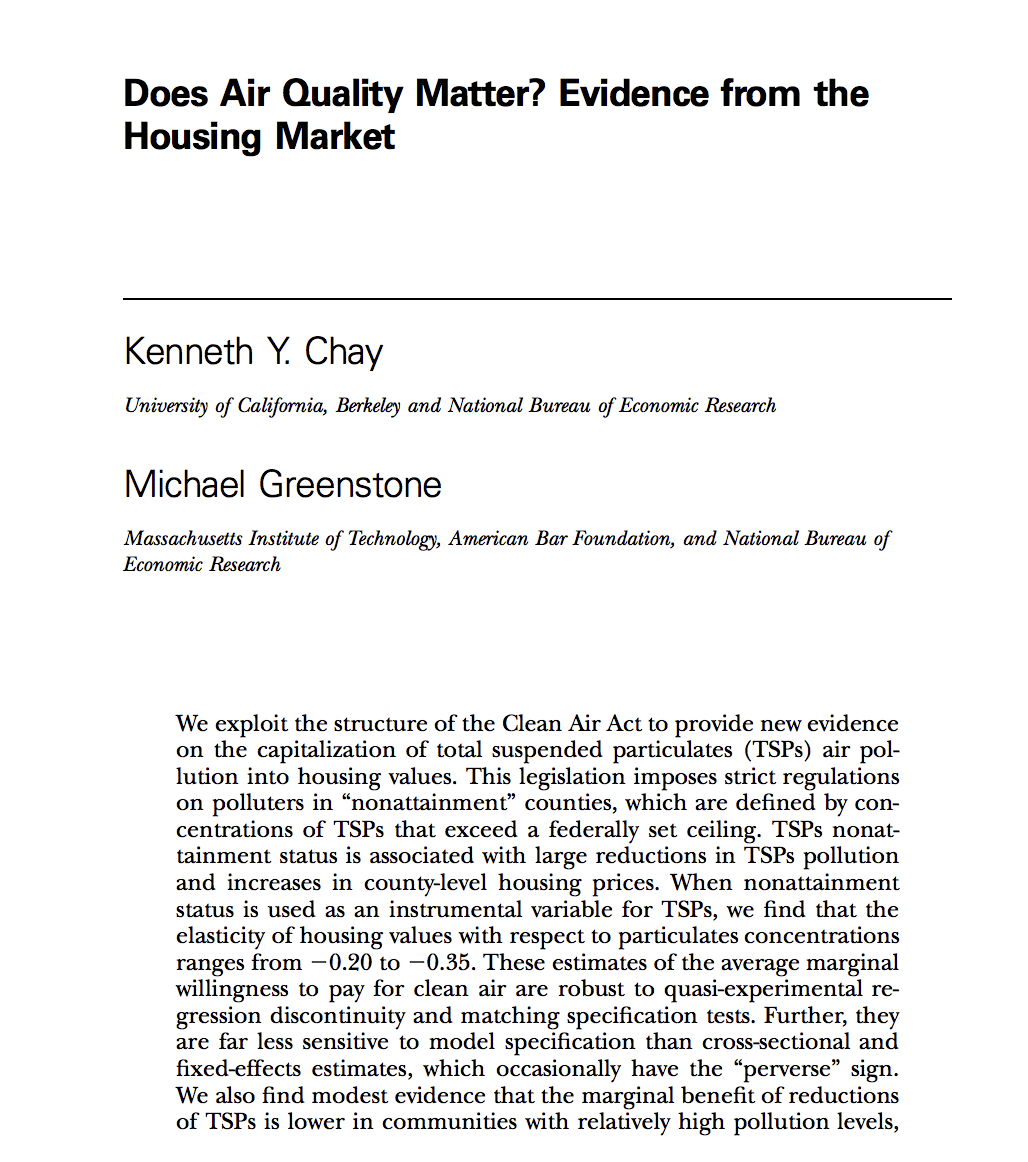 Does Air Quality Matter? Evidence from the
Housing Market
Kenneth Y. Chay
University of California, Berkeley and National Bureau of Economic Research
Michael Greenstone
Massachusetts Institute of Technology, American Bar Foundation, and National Bureau of
Economic Research
We exploit the structure of the Clean Air Act to provide new evidence
on the capitalization of total suspended particulates (TSPs) air pol-
lution into housing values. This legislation imposes strict regulations
on polluters in “nonattainment” counties, which are defined by con-
centrations of TSPs that exceed a federally set ceiling. TSPs nonat-
tainment status is associated with large reductions in TSPs pollution
and increases in county-level housing prices. When nonattainment
status is used as an instrumental variable for TSPs, we find that the
elasticity of housing values with respect to particulates concentrations
ranges from −0.20 to −0.35. These estimates of the average marginal
willingness to pay for clean air are robust to quasi-experimental re-
gression discontinuity and matching specification tests. Further, they
are far less sensitive to model specification than cross-sectional and
fixed-effects estimates, which occasionally have the “perverse” sign.
We also find modest evidence that the marginal benefit of reductions
of TSPs is lower in communities with relatively high pollution levels,